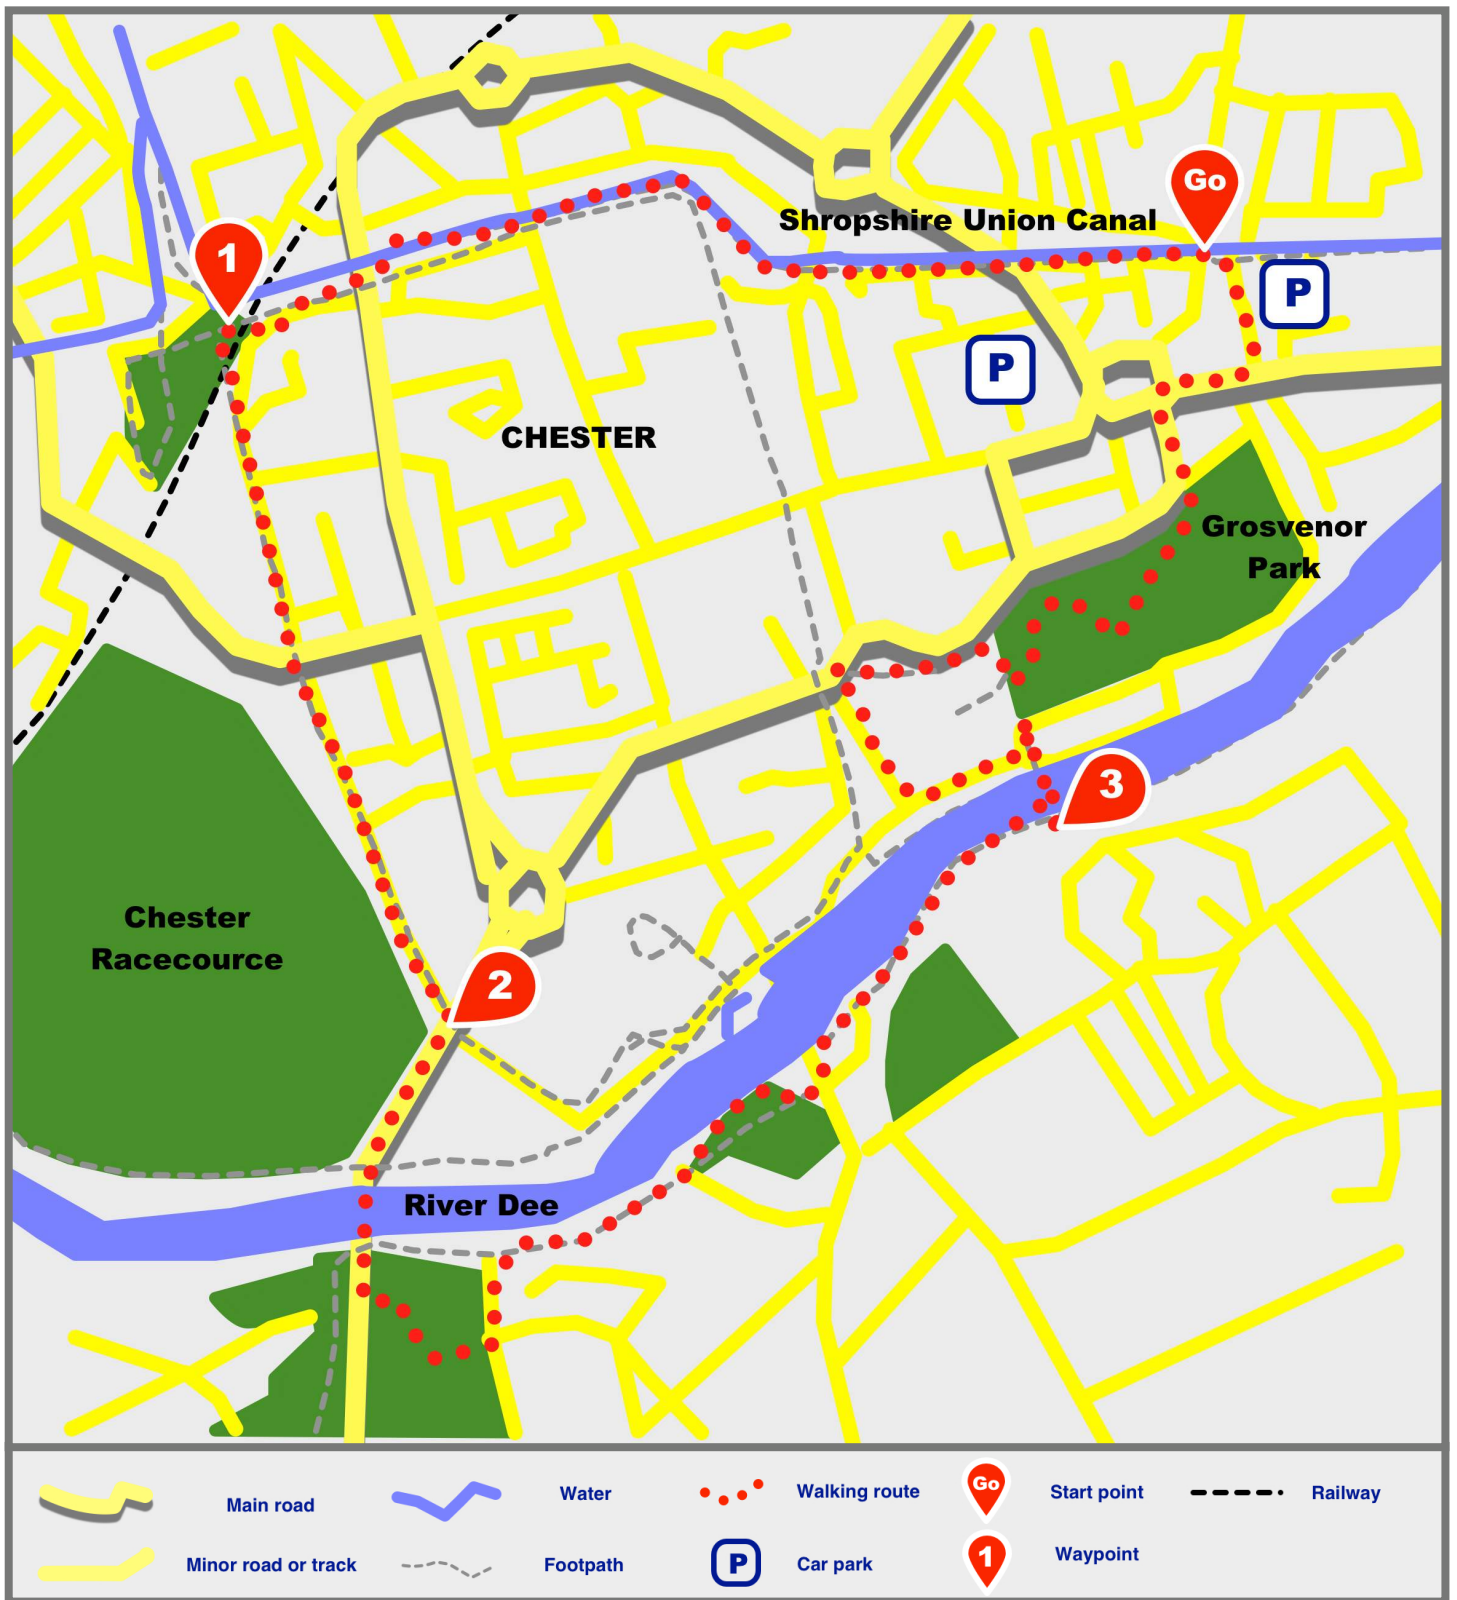 Go
Shropshire Union Canal
1
P
P
CHESTER
Grosvenor
Park
3
Chester
Racecource
2
River Dee
Main road
Water
Walking route
Go
Start point
Railway
Minor road or track
Footpath
P
Car park
1
Waypoint